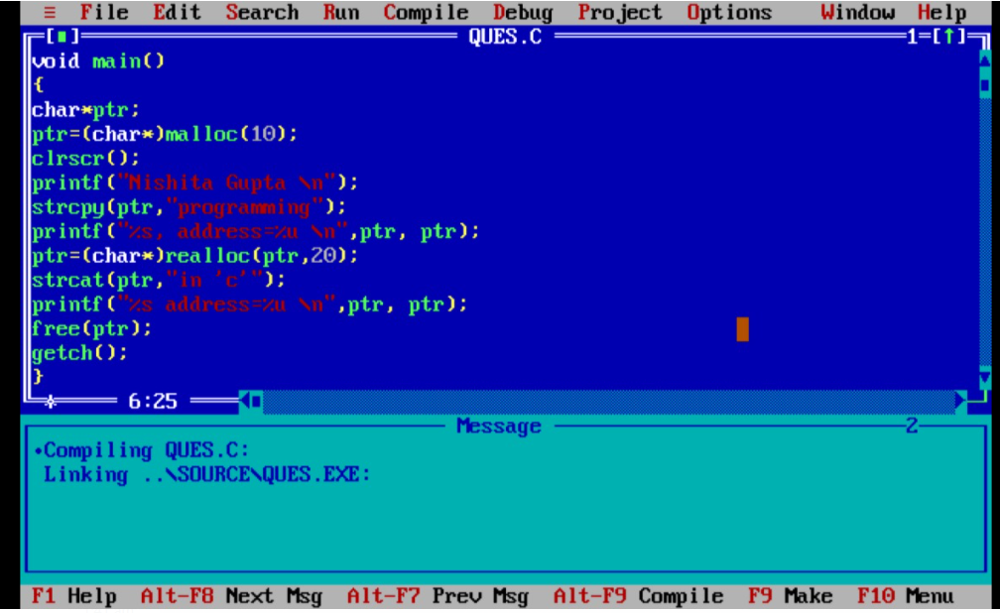 ≡ File Edit Search Run Compile Debug Project Options Window Help
[■] QUES.C 1=[↑]
void main()
{
char*ptr;
ptr=(char*)malloc(10);
clrscr();
printf("Nishita Gupta \n");
strcpy(ptr,"programming");
printf("%s, address=%u \n",ptr, ptr);
ptr=(char*)realloc(ptr,20);
strcat(ptr,"in 'c'");
printf("%s address=%u \n",ptr, ptr);
free(ptr);
getch();
}
6:25
Message 2
•Compiling QUES.C:
Linking ..\SOURCE\QUES.EXE:
F1 Help Alt-F8 Next Msg Alt-F7 Prev Msg Alt-F9 Compile F9 Make F10 Menu